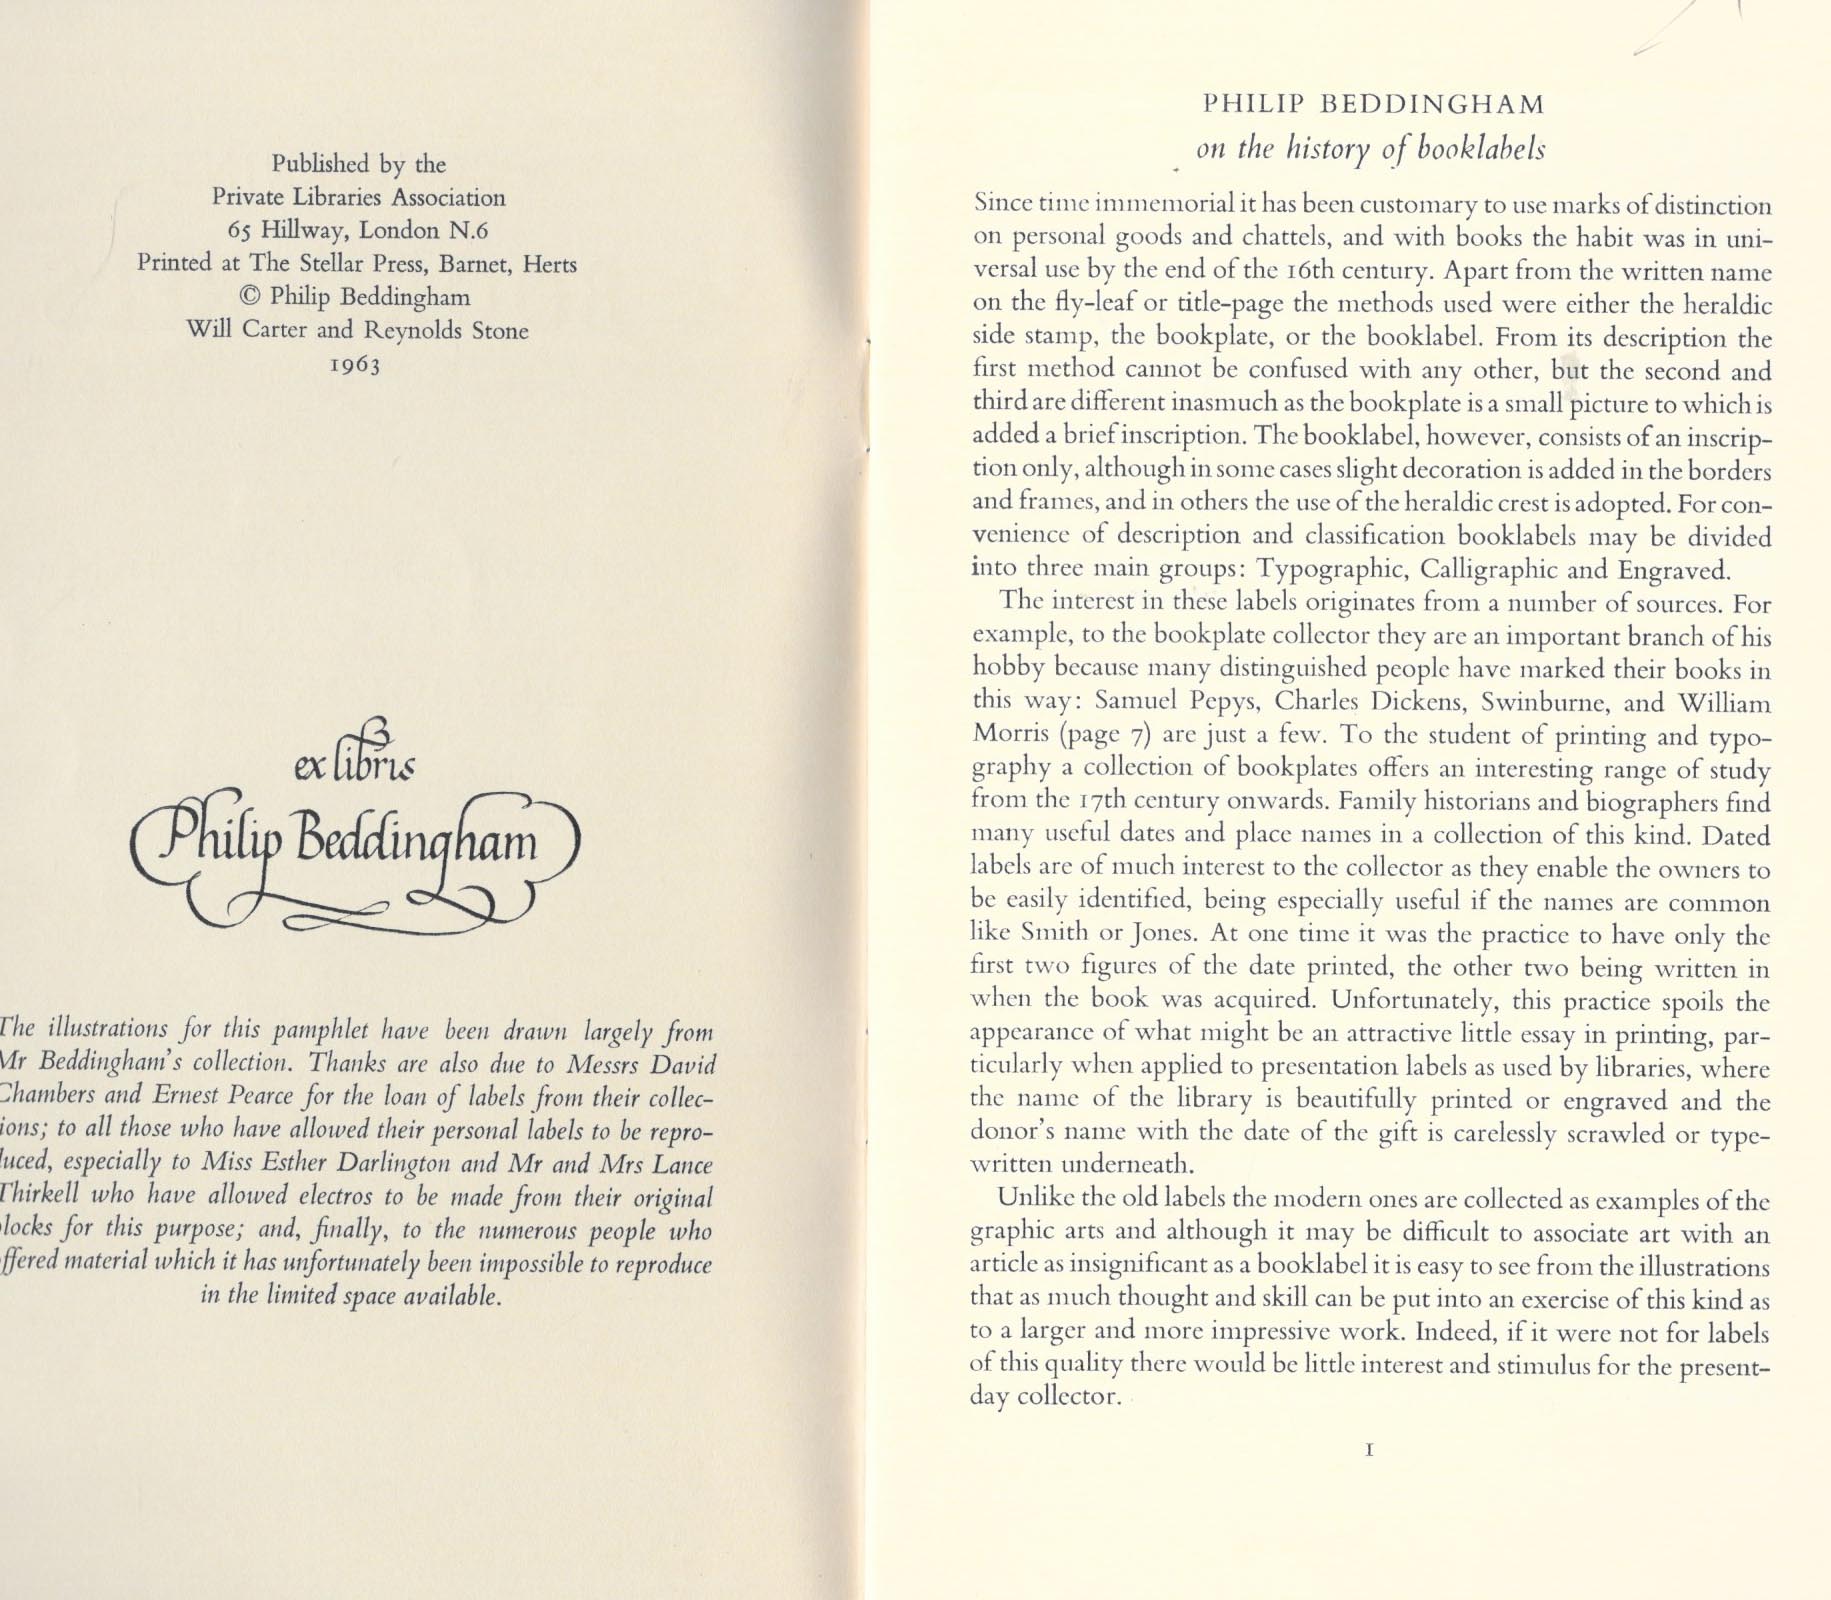 Published by the
Private Libraries Association
65 Hillway, London N.6
Printed at The Stellar Press, Barnet, Herts
© Philip Beddingham
Will Carter and Reynolds Stone
1963
ex libris
Philip Beddingham
The illustrations for this pamphlet have been drawn largely from
Mr Beddingham's collection. Thanks are also due to Messrs David
Chambers and Ernest Pearce for the loan of labels from their collec-
ions; to all those who have allowed their personal labels to be repro-
duced, especially to Miss Esther Darlington and Mr and Mrs Lance
Thirkell who have allowed electros to be made from their original
locks for this purpose; and, finally, to the numerous people who
offered material which it has unfortunately been impossible to reproduce
in the limited space available.
PHILIP BEDDINGHAM
on the history of booklabels
Since time immemorial it has been customary to use marks of distinction
on personal goods and chattels, and with books the habit was in uni-
versal use by the end of the 16th century. Apart from the written name
on the fly-leaf or title-page the methods used were either the heraldic
side stamp, the bookplate, or the booklabel. From its description the
first method cannot be confused with any other, but the second and
third are different inasmuch as the bookplate is a small picture to which is
added a brief inscription. The booklabel, however, consists of an inscrip-
tion only, although in some cases slight decoration is added in the borders
and frames, and in others the use of the heraldic crest is adopted. For con-
venience of description and classification booklabels may be divided
into three main groups: Typographic, Calligraphic and Engraved.
The interest in these labels originates from a number of sources. For
example, to the bookplate collector they are an important branch of his
hobby because many distinguished people have marked their books in
this way: Samuel Pepys, Charles Dickens, Swinburne, and William
Morris (page 7) are just a few. To the student of printing and typo-
graphy a collection of bookplates offers an interesting range of study
from the 17th century onwards. Family historians and biographers find
many useful dates and place names in a collection of this kind. Dated
labels are of much interest to the collector as they enable the owners to
be easily identified, being especially useful if the names are common
like Smith or Jones. At one time it was the practice to have only the
first two figures of the date printed, the other two being written in
when the book was acquired. Unfortunately, this practice spoils the
appearance of what might be an attractive little essay in printing, par-
ticularly when applied to presentation labels as used by libraries, where
the name of the library is beautifully printed or engraved and the
donor's name with the date of the gift is carelessly scrawled or type-
written underneath.
Unlike the old labels the modern ones are collected as examples of the
graphic arts and although it may be difficult to associate art with an
article as insignificant as a booklabel it is easy to see from the illustrations
that as much thought and skill can be put into an exercise of this kind as
to a larger and more impressive work. Indeed, if it were not for labels
of this quality there would be little interest and stimulus for the present-
day collector.
1